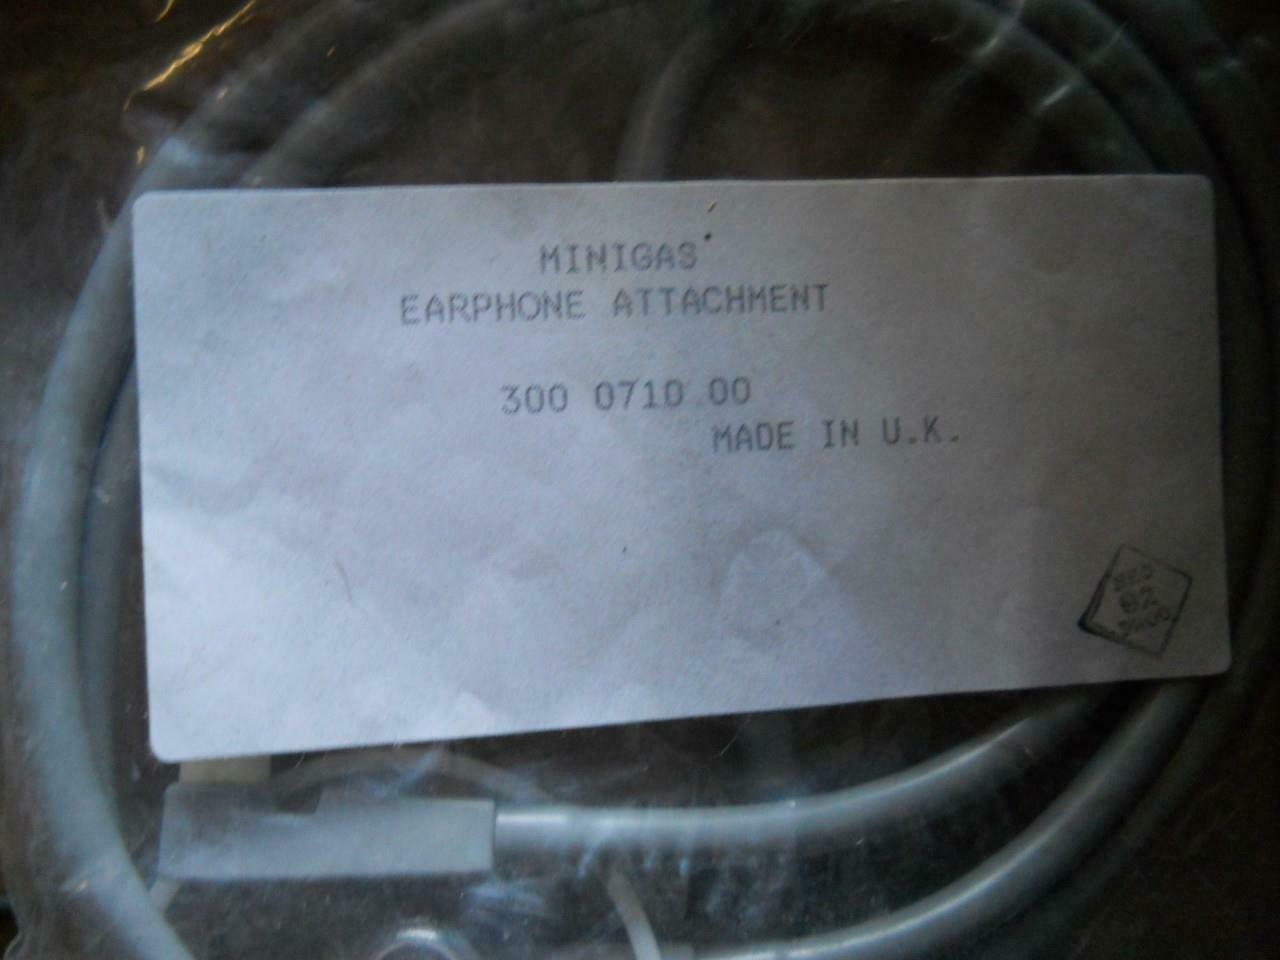 MINIGAS
EARPHONE ATTACHMENT
300 0710 00
MADE IN U.K.